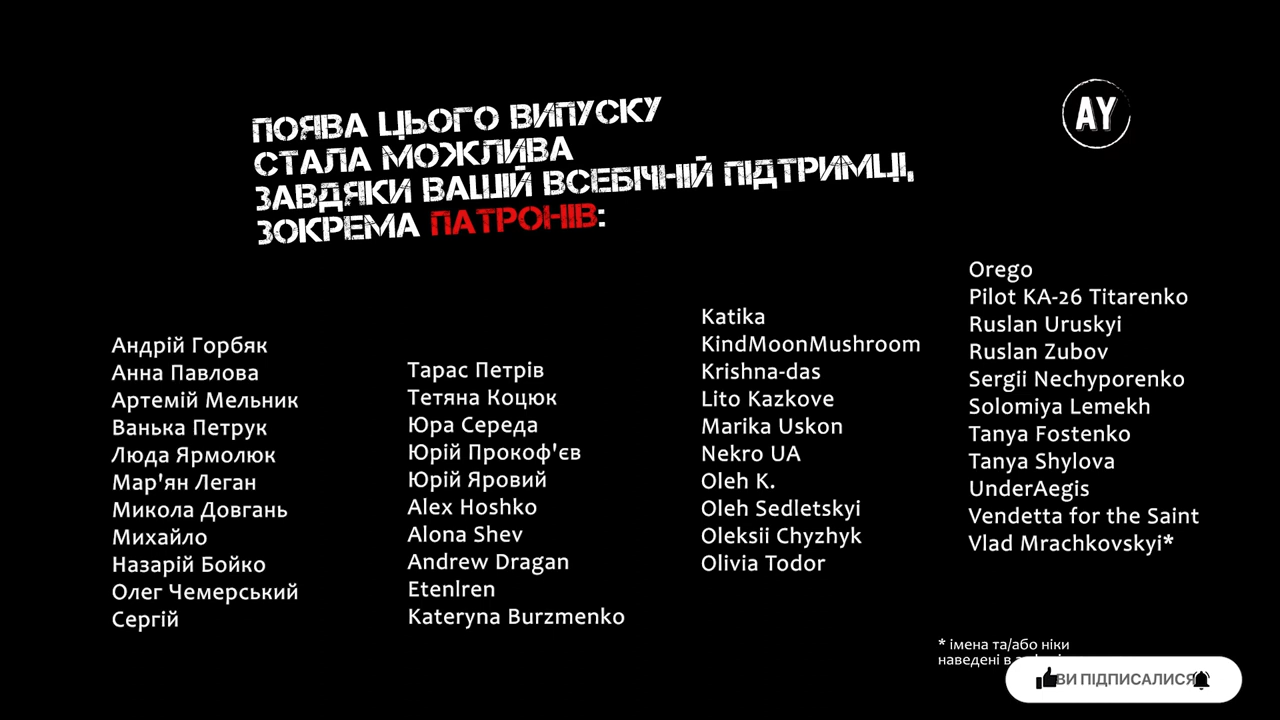 ПОЯВА ЦЬОГО ВИПУСКУ
СТАЛА МОЖЛИВА
ЗАВДЯКИ ВАШІЙ ВСЕБІЧНІЙ ПІДТРИМЦІ,
ЗОКРЕМА ПАТРОНІВ:
АУ
Андрій Горбяк
Анна Павлова
Артемій Мельник
Ванька Петрук
Люда Ярмолюк
Мар'ян Леган
Микола Довгань
Михайло
Назарій Бойко
Олег Чемерський
Сергій
Тарас Петрів
Тетяна Коцюк
Юра Середа
Юрій Прокоф'єв
Юрій Яровий
Alex Hoshko
Alona Shev
Andrew Dragan
Etenlren
Kateryna Burzmenko
Katika
KindMoonMushroom
Krishna-das
Lito Kazkove
Marika Uskon
Nekro UA
Oleh K.
Oleh Sedletskyi
Oleksii Chyzhyk
Olivia Todor
Orego
Pilot KA-26 Titarenko
Ruslan Uruskyi
Ruslan Zubov
Sergii Nechyporenko
Solomiya Lemekh
Tanya Fostenko
Tanya Shylova
UnderAegis
Vendetta for the Saint
Vlad Mrachkovskyi*
* імена та/або ніки
наведені в
ВИ ПІДПИСАЛИСЯ